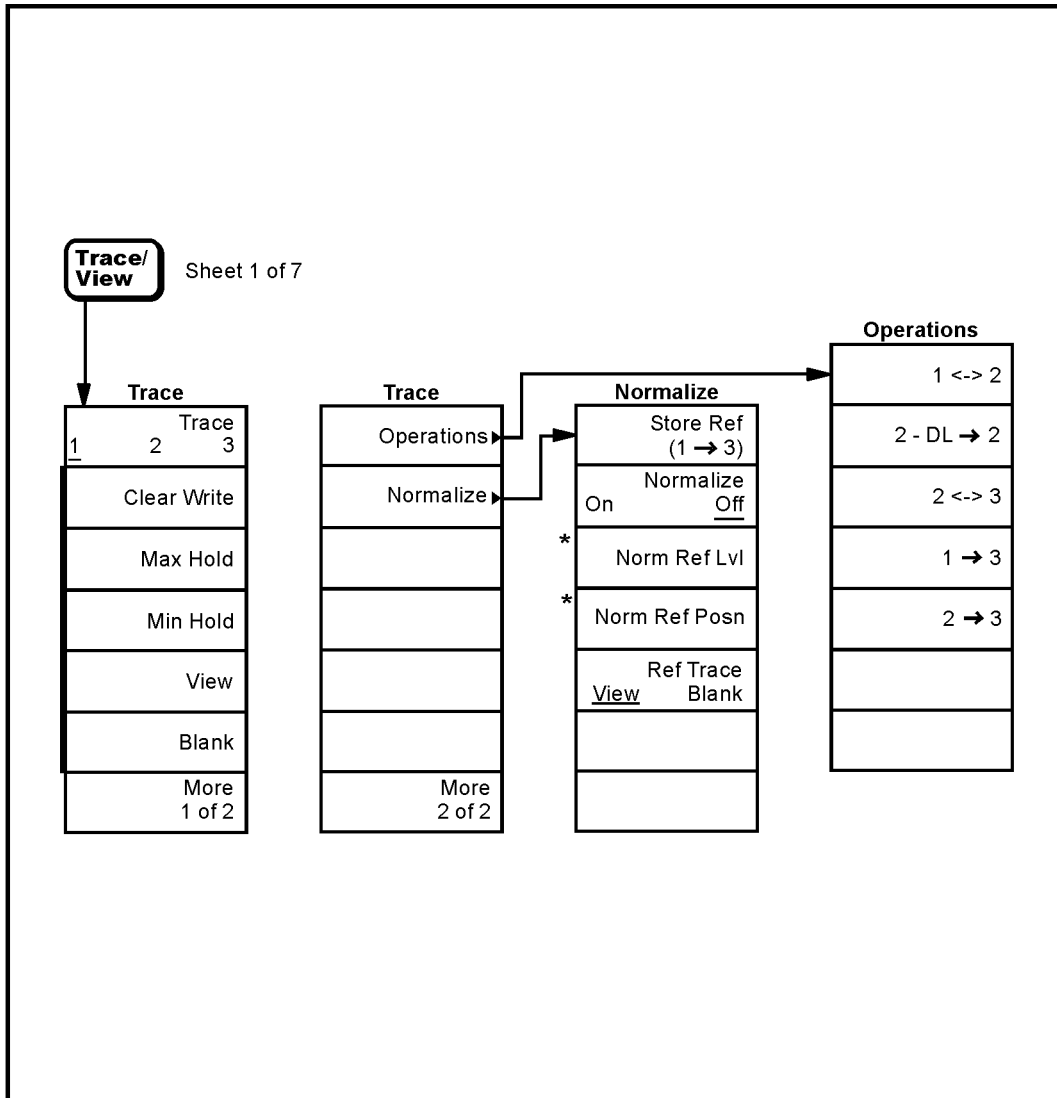 Trace/
View
Sheet 1 of 7
Trace
Trace
1 2 3
Clear Write
Max Hold
Min Hold
View
Blank
More
1 of 2
Trace
Operations
Normalize
More
2 of 2
Normalize
Store Ref
(1 → 3)
Normalize
On Off
*
Norm Ref Lvl
*
Norm Ref Posn
Ref Trace
View Blank
Operations
1 <-> 2
2 - DL → 2
2 <-> 3
1 → 3
2 → 3